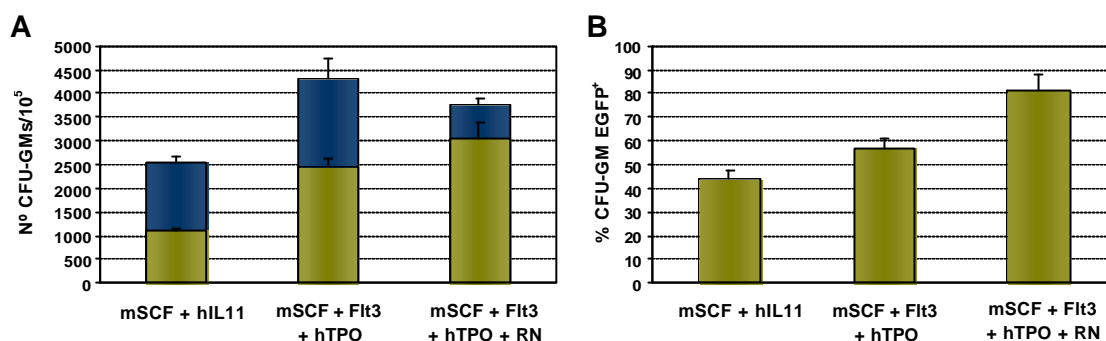 A
Nº CFU-GMs/10⁵
5000
4500
4000
3500
3000
2500
2000
1500
1000
500
0
mSCF + hIL11
mSCF + Flt3
+ hTPO
mSCF + Flt3
+ hTPO + RN
B
% CFU-GM EGFP⁺
100
90
80
70
60
50
40
30
20
10
0
mSCF + hIL11
mSCF + Flt3
+ hTPO
mSCF + Flt3
+ hTPO + RN